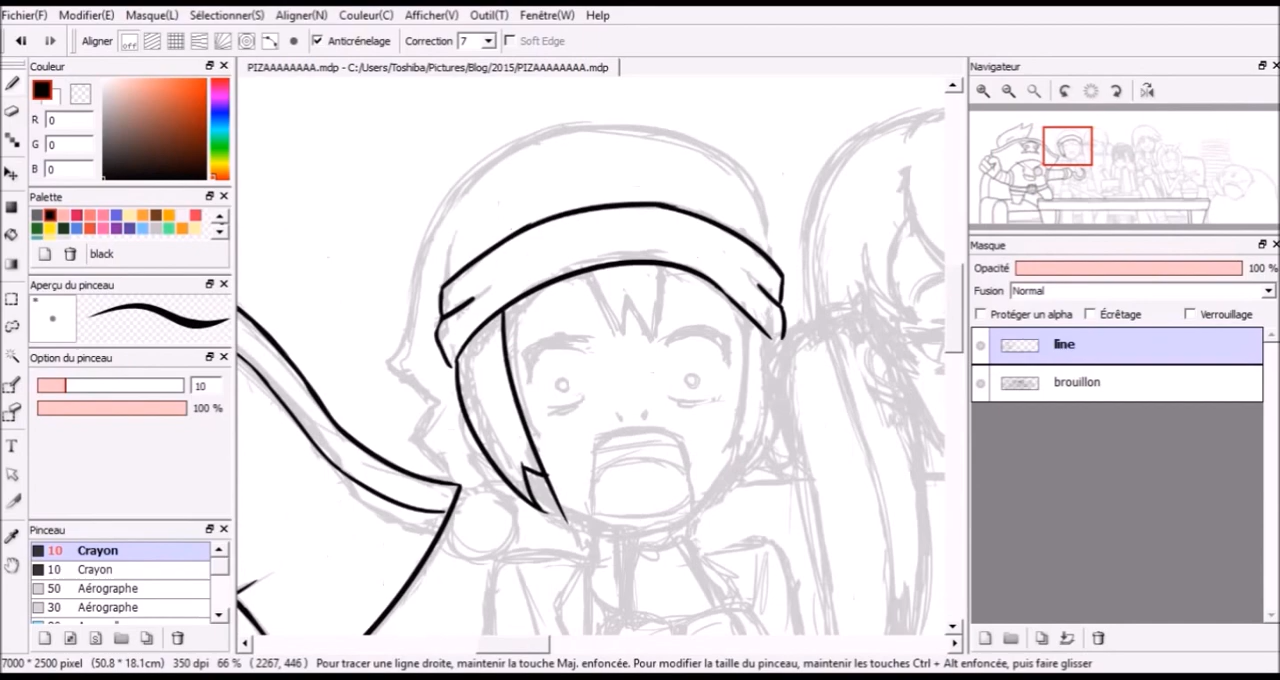 Fichier(F) Modifier(E) Masque(L) Sélectionner(S) Aligner(N) Couleur(C) Afficher(V) Outil(T) Fenêtre(W) Help
Aligner off Anticrénelage Correction 7 Soft Edge
Couleur
R 0
G 0
B 0
Palette
black
Aperçu du pinceau
Option du pinceau
10
100 %
Pinceau
10 Crayon
10 Crayon
50 Aérographe
30 Aérographe
PIZAAAAAAAA.mdp - C:/Users/Toshiba/Pictures/Blog/2015/PIZAAAAAAAA.mdp
Navigateur
Masque
Opacité 100 %
Fusion Normal
Protéger un alpha Écrêtage Verrouillage
line
brouillon
7000 * 2500 pixel (50.8 * 18.1cm) 350 dpi 66 % ( 2267, 446 ) Pour tracer une ligne droite, maintenir la touche Maj. enfoncée. Pour modifier la taille du pinceau, maintenir les touches Ctrl + Alt enfoncée, puis faire glisser